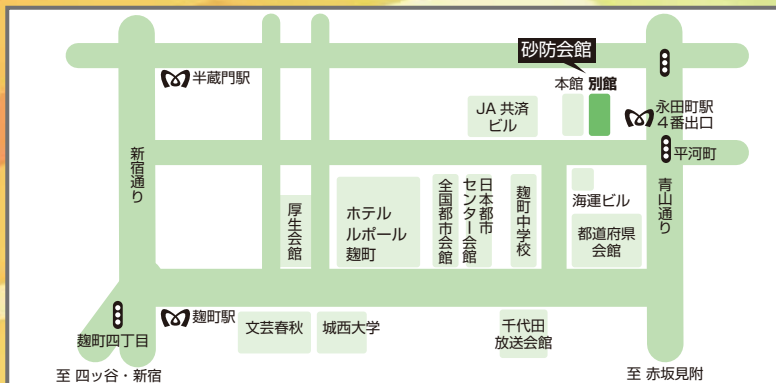 砂防会館
本館
別館
半蔵門駅
JA 共済
ビル
永田町駅
4番出口
平河町
新宿通り
青山通り
海運ビル
都道府県
会館
厚生会館
ホテル
ルポール
麹町
全国都市会館
日本都市
センター会館
麹町中学校
麹町駅
文芸春秋
城西大学
千代田
放送会館
麹町四丁目
至 四ッ谷・新宿
至 赤坂見附